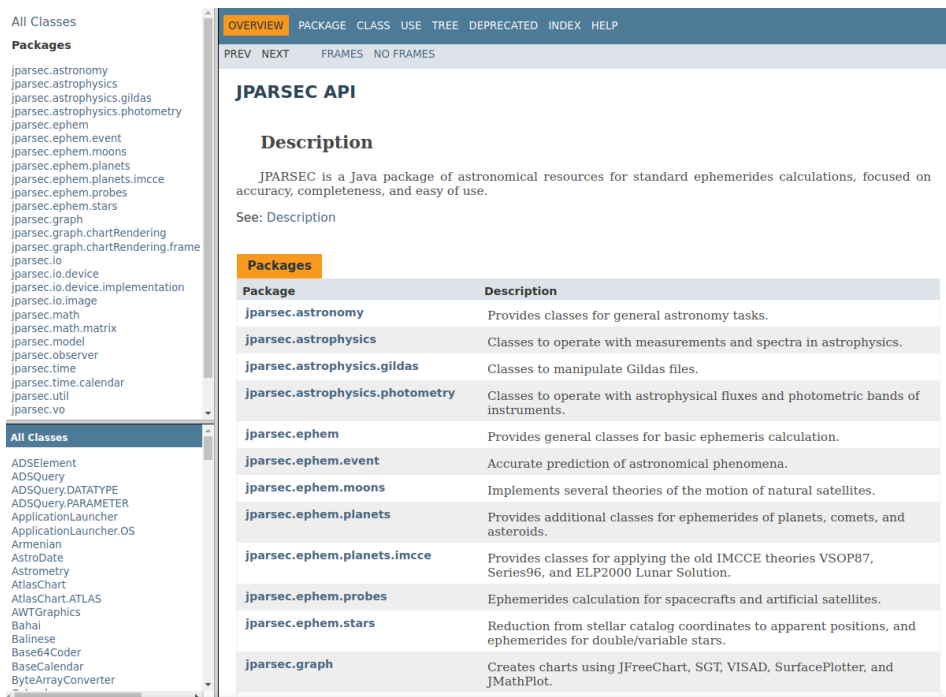 All Classes
Packages
jparsec.astronomy
jparsec.astrophysics
jparsec.astrophysics.gildas
jparsec.astrophysics.photometry
jparsec.ephem
jparsec.ephem.event
jparsec.ephem.moons
jparsec.ephem.planets
jparsec.ephem.planets.imcce
jparsec.ephem.probes
jparsec.ephem.stars
jparsec.graph
jparsec.graph.chartRendering
jparsec.graph.chartRendering.frame
jparsec.io
jparsec.io.device
jparsec.io.device.implementation
jparsec.io.image
jparsec.math
jparsec.math.matrix
jparsec.model
jparsec.observer
jparsec.time
jparsec.time.calendar
jparsec.util
jparsec.vo
All Classes
ADSElement
ADSQuery
ADSQuery.DATATYPE
ADSQuery.PARAMETER
ApplicationLauncher
ApplicationLauncher.OS
Armenian
AstroDate
Astrometry
AtlasChart
AtlasChart.ATLAS
AWTGraphics
Bahai
Balinese
Base64Coder
BaseCalendar
ByteArrayConverter
OVERVIEW PACKAGE CLASS USE TREE DEPRECATED INDEX HELP
PREV NEXT FRAMES NO FRAMES
JPARSEC API
Description
JPARSEC is a Java package of astronomical resources for standard ephemerides calculations, focused on
accuracy, completeness, and easy of use.
See: Description
Packages
Package Description
jparsec.astronomy Provides classes for general astronomy tasks.
jparsec.astrophysics Classes to operate with measurements and spectra in astrophysics.
jparsec.astrophysics.gildas Classes to manipulate Gildas files.
jparsec.astrophysics.photometry Classes to operate with astrophysical fluxes and photometric bands of
instruments.
jparsec.ephem Provides general classes for basic ephemeris calculation.
jparsec.ephem.event Accurate prediction of astronomical phenomena.
jparsec.ephem.moons Implements several theories of the motion of natural satellites.
jparsec.ephem.planets Provides additional classes for ephemerides of planets, comets, and
asteroids.
jparsec.ephem.planets.imcce Provides classes for applying the old IMCCE theories VSOP87,
Series96, and ELP2000 Lunar Solution.
jparsec.ephem.probes Ephemerides calculation for spacecrafts and artificial satellites.
jparsec.ephem.stars Reduction from stellar catalog coordinates to apparent positions, and
ephemerides for double/variable stars.
jparsec.graph Creates charts using JFreeChart, SGT, VISAD, SurfacePlotter, and
JMathPlot.